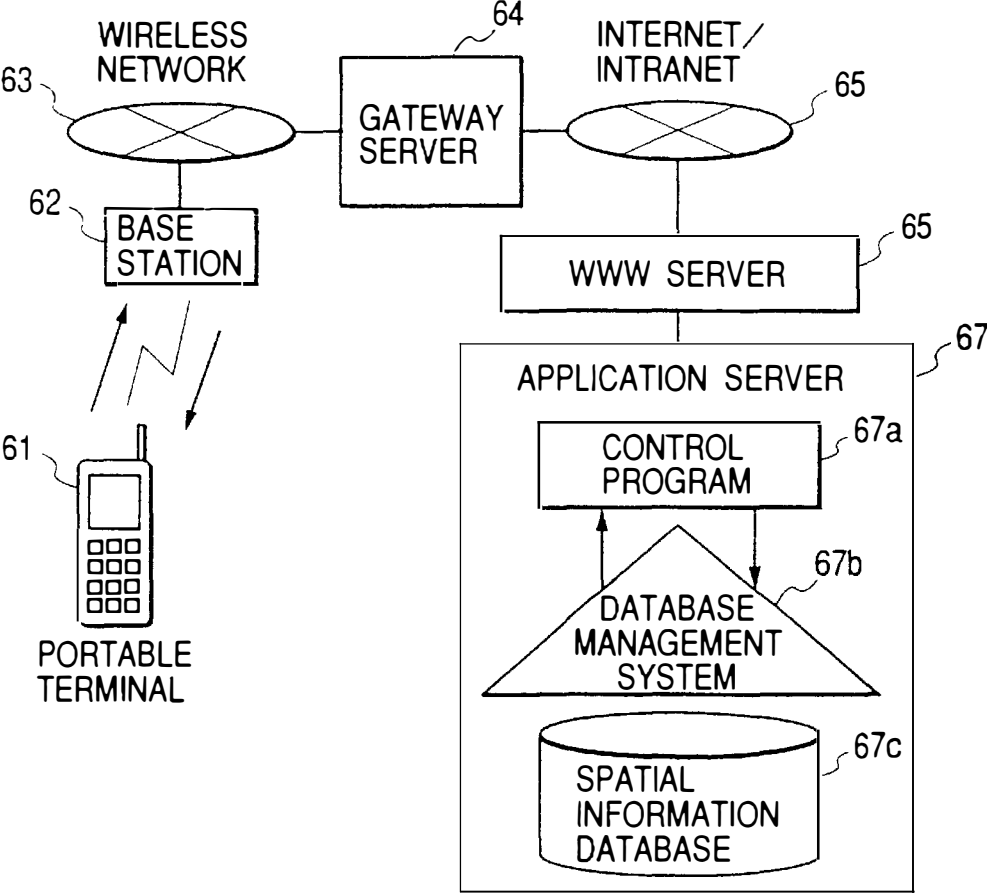 WIRELESS
NETWORK
63
64
GATEWAY
SERVER
INTERNET/
INTRANET
65
62
BASE
STATION
65
WWW SERVER
61
PORTABLE
TERMINAL
67
APPLICATION SERVER
67a
CONTROL
PROGRAM
67b
DATABASE
MANAGEMENT
SYSTEM
67c
SPATIAL
INFORMATION
DATABASE